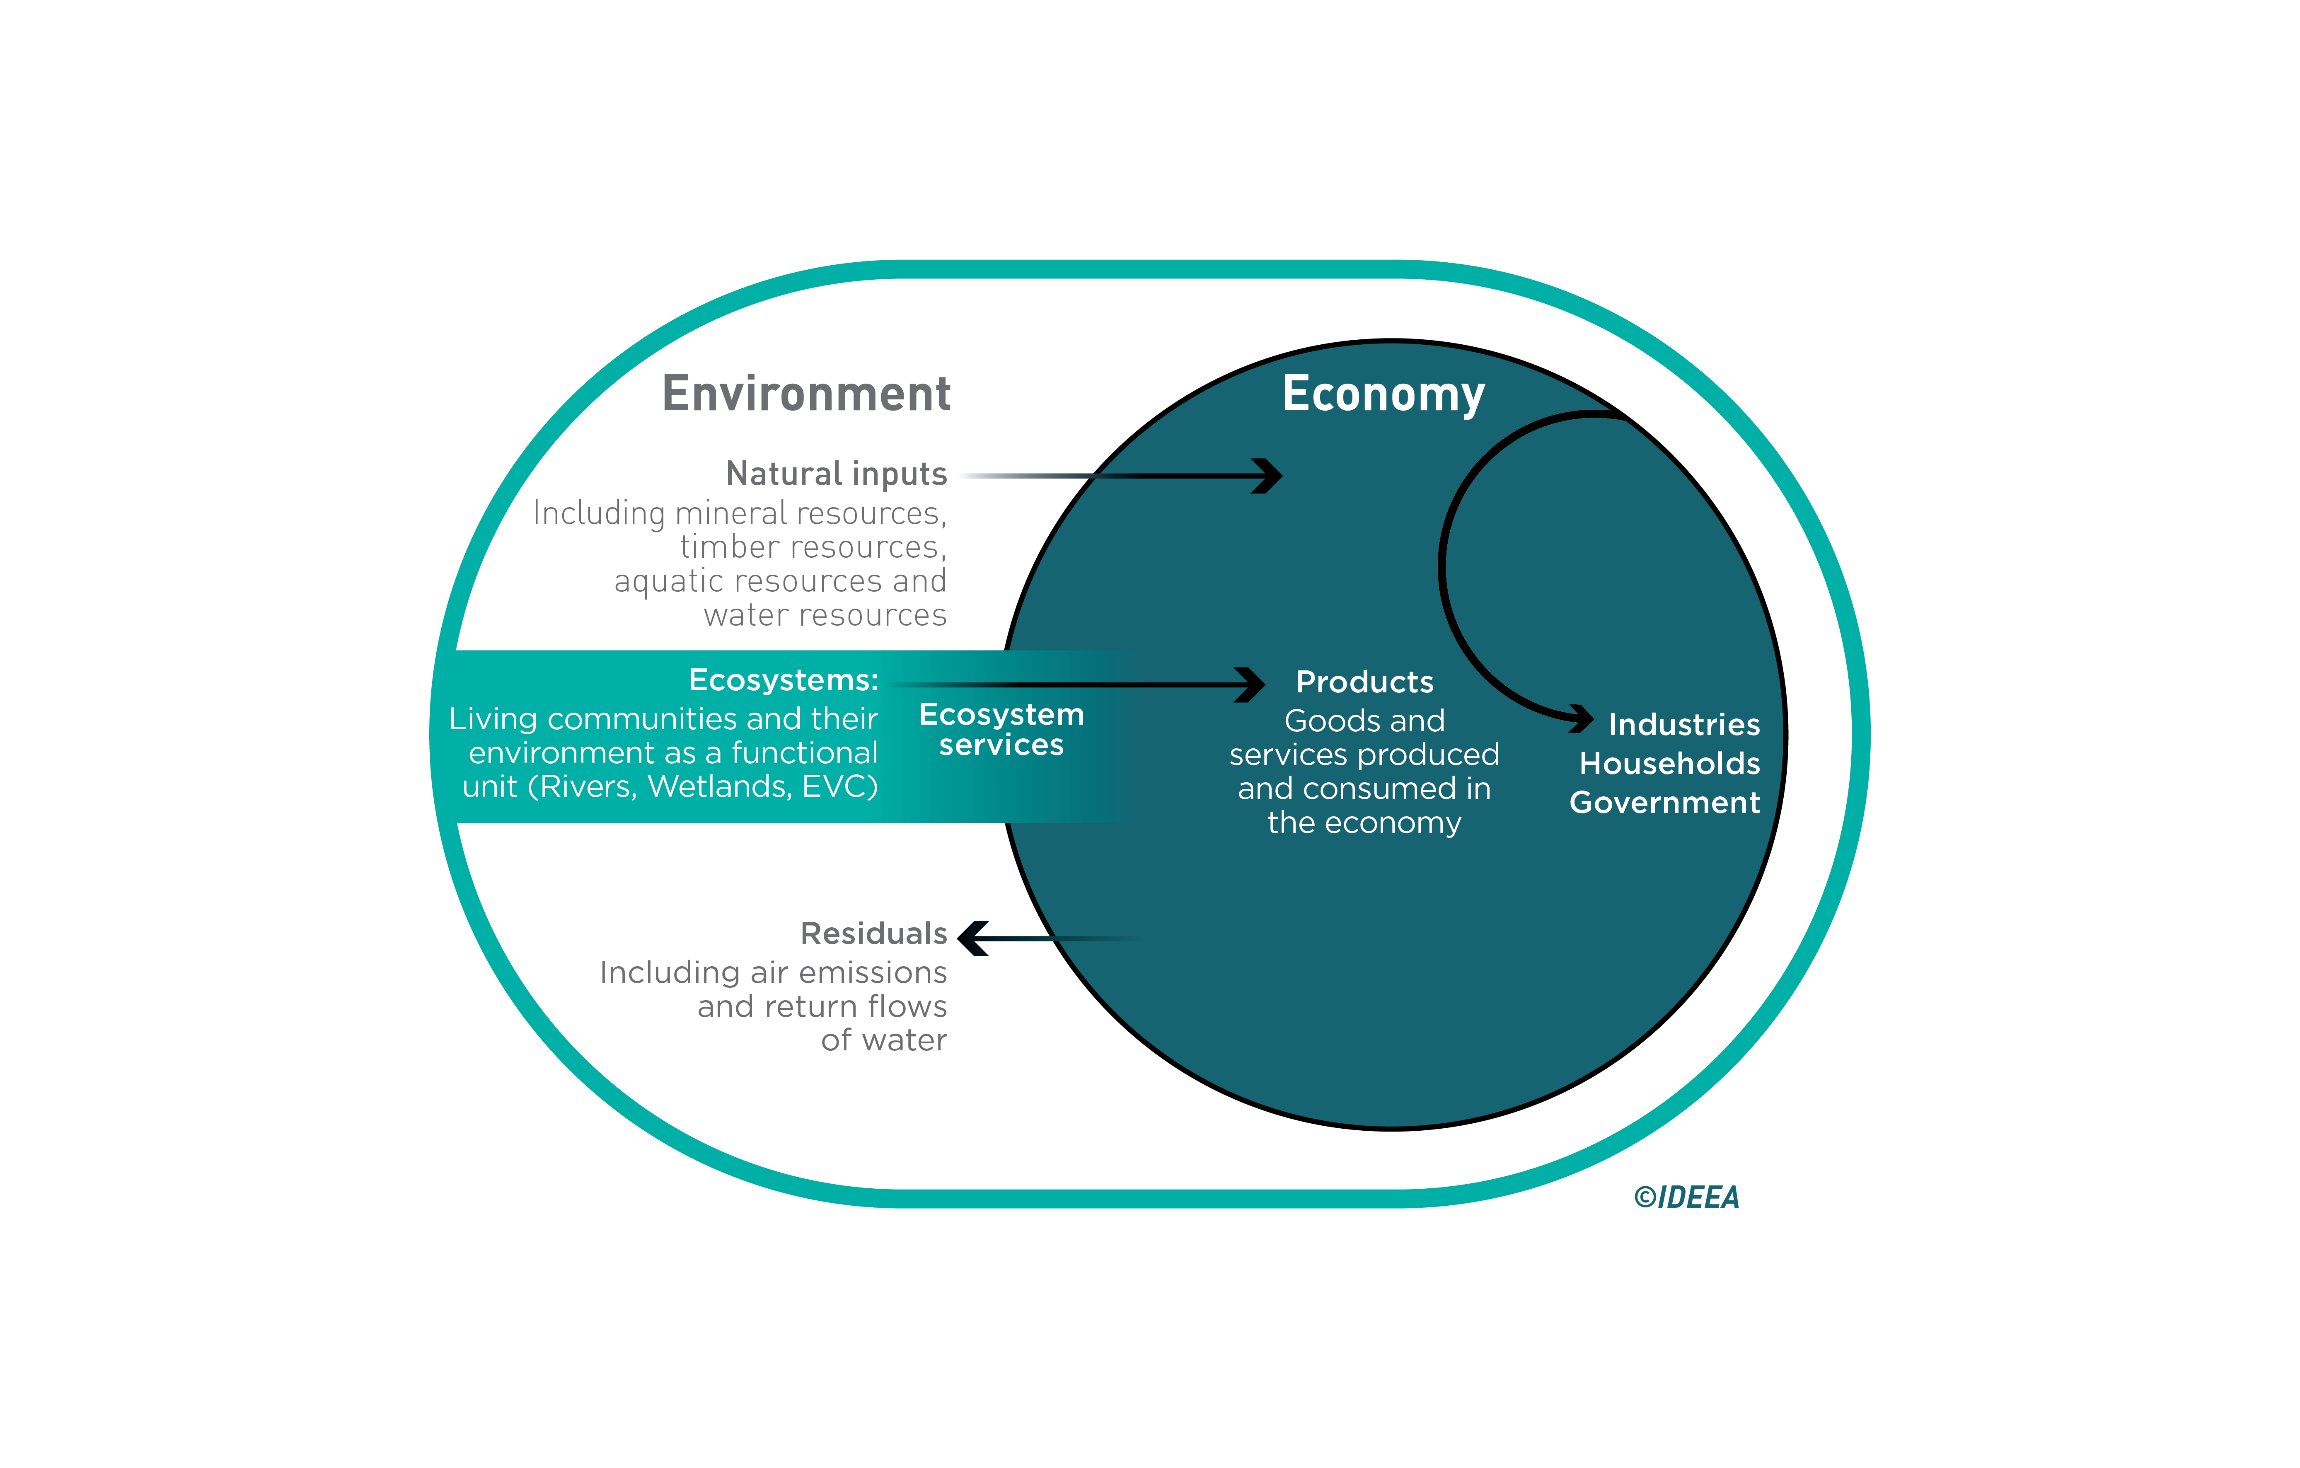 Environment
Natural inputs
Including mineral resources,
timber resources,
aquatic resources and
water resources
Ecosystems:
Living communities and their
environment as a functional
unit (Rivers, Wetlands, EVC)
Ecosystem
services
Residuals
Including air emissions
and return flows
of water
Economy
Products
Goods and
services produced
and consumed in
the economy
Industries
Households
Government
©IDEEA